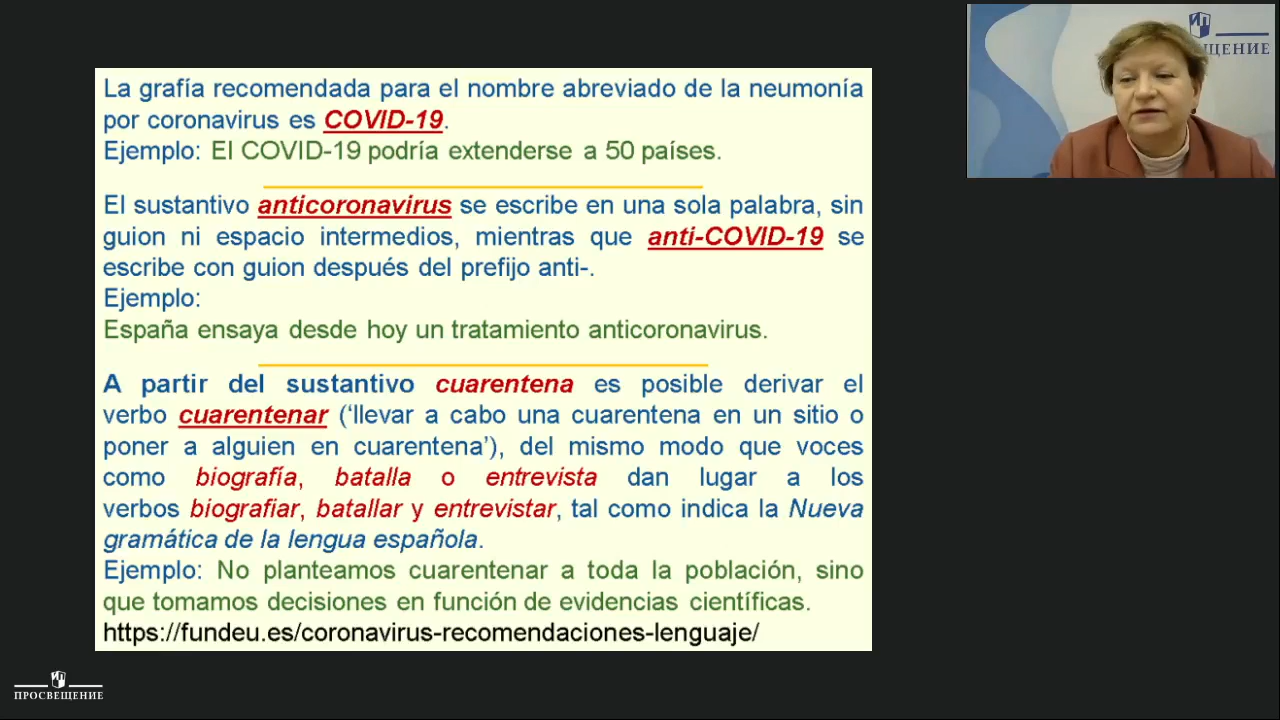 La grafía recomendada para el nombre abreviado de la neumonía
por coronavirus es COVID-19.
Ejemplo: El COVID-19 podría extenderse a 50 países.
El sustantivo anticoronavirus se escribe en una sola palabra, sin
guion ni espacio intermedios, mientras que anti-COVID-19 se
escribe con guion después del prefijo anti-.
Ejemplo:
España ensaya desde hoy un tratamiento anticoronavirus.
A partir del sustantivo cuarentena es posible derivar el
verbo cuarentenar (‘llevar a cabo una cuarentena en un sitio o
poner a alguien en cuarentena’), del mismo modo que voces
como biografía, batalla o entrevista dan lugar a los
verbos biografiar, batallar y entrevistar, tal como indica la Nueva
gramática de la lengua española.
Ejemplo: No planteamos cuarentenar a toda la población, sino
que tomamos decisiones en función de evidencias científicas.
https://fundeu.es/coronavirus-recomendaciones-lenguaje/
ЩЕНИЕ
ПРОСВЕЩЕНИЕ